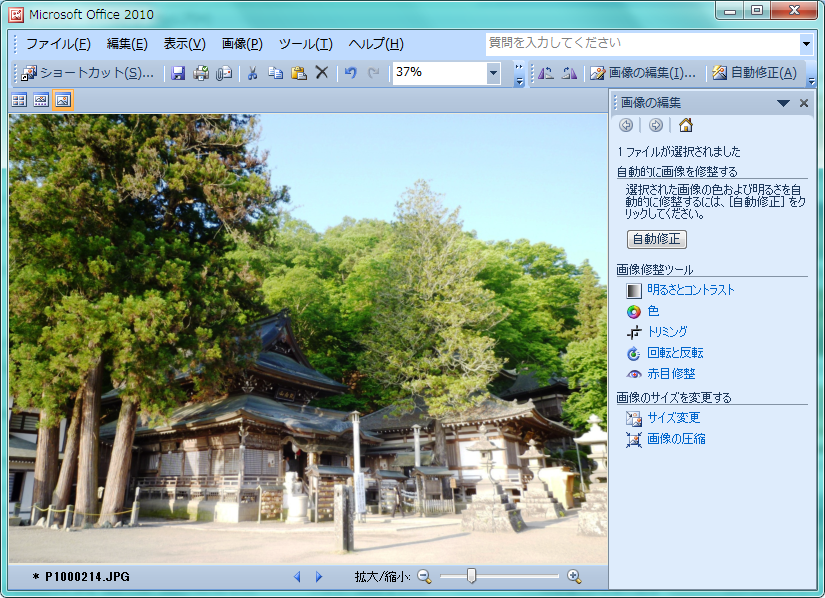 Microsoft Office 2010
ファイル(F) 編集(E) 表示(V) 画像(P) ツール(T) ヘルプ(H) 質問を入力してください
ショートカット(S)... 37% 画像の編集(I)... 自動修正(A)
画像の編集
1 ファイルが選択されました
自動的に画像を修整する
選択された画像の色および明るさを自
動的に修整するには、[自動修正] をク
リックしてください。
自動修正
画像修整ツール
明るさとコントラスト
色
トリミング
回転と反転
赤目修整
画像のサイズを変更する
サイズ変更
画像の圧縮
* P1000214.JPG 拡大/縮小: